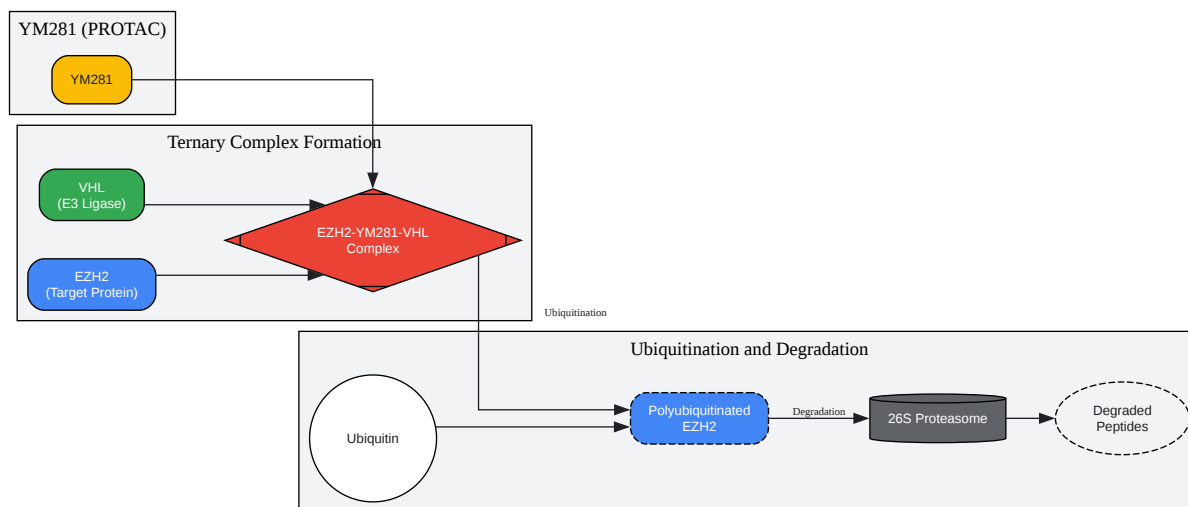 YM281 (PROTAC)
YM281
Ternary Complex Formation
VHL
(E3 Ligase)
EZH2-YM281-VHL
Complex
EZH2
(Target Protein)
Ubiquitination
Ubiquitination and Degradation
Ubiquitin
Polyubiquitinated
EZH2
Degradation
26S Proteasome
Degraded
Peptides